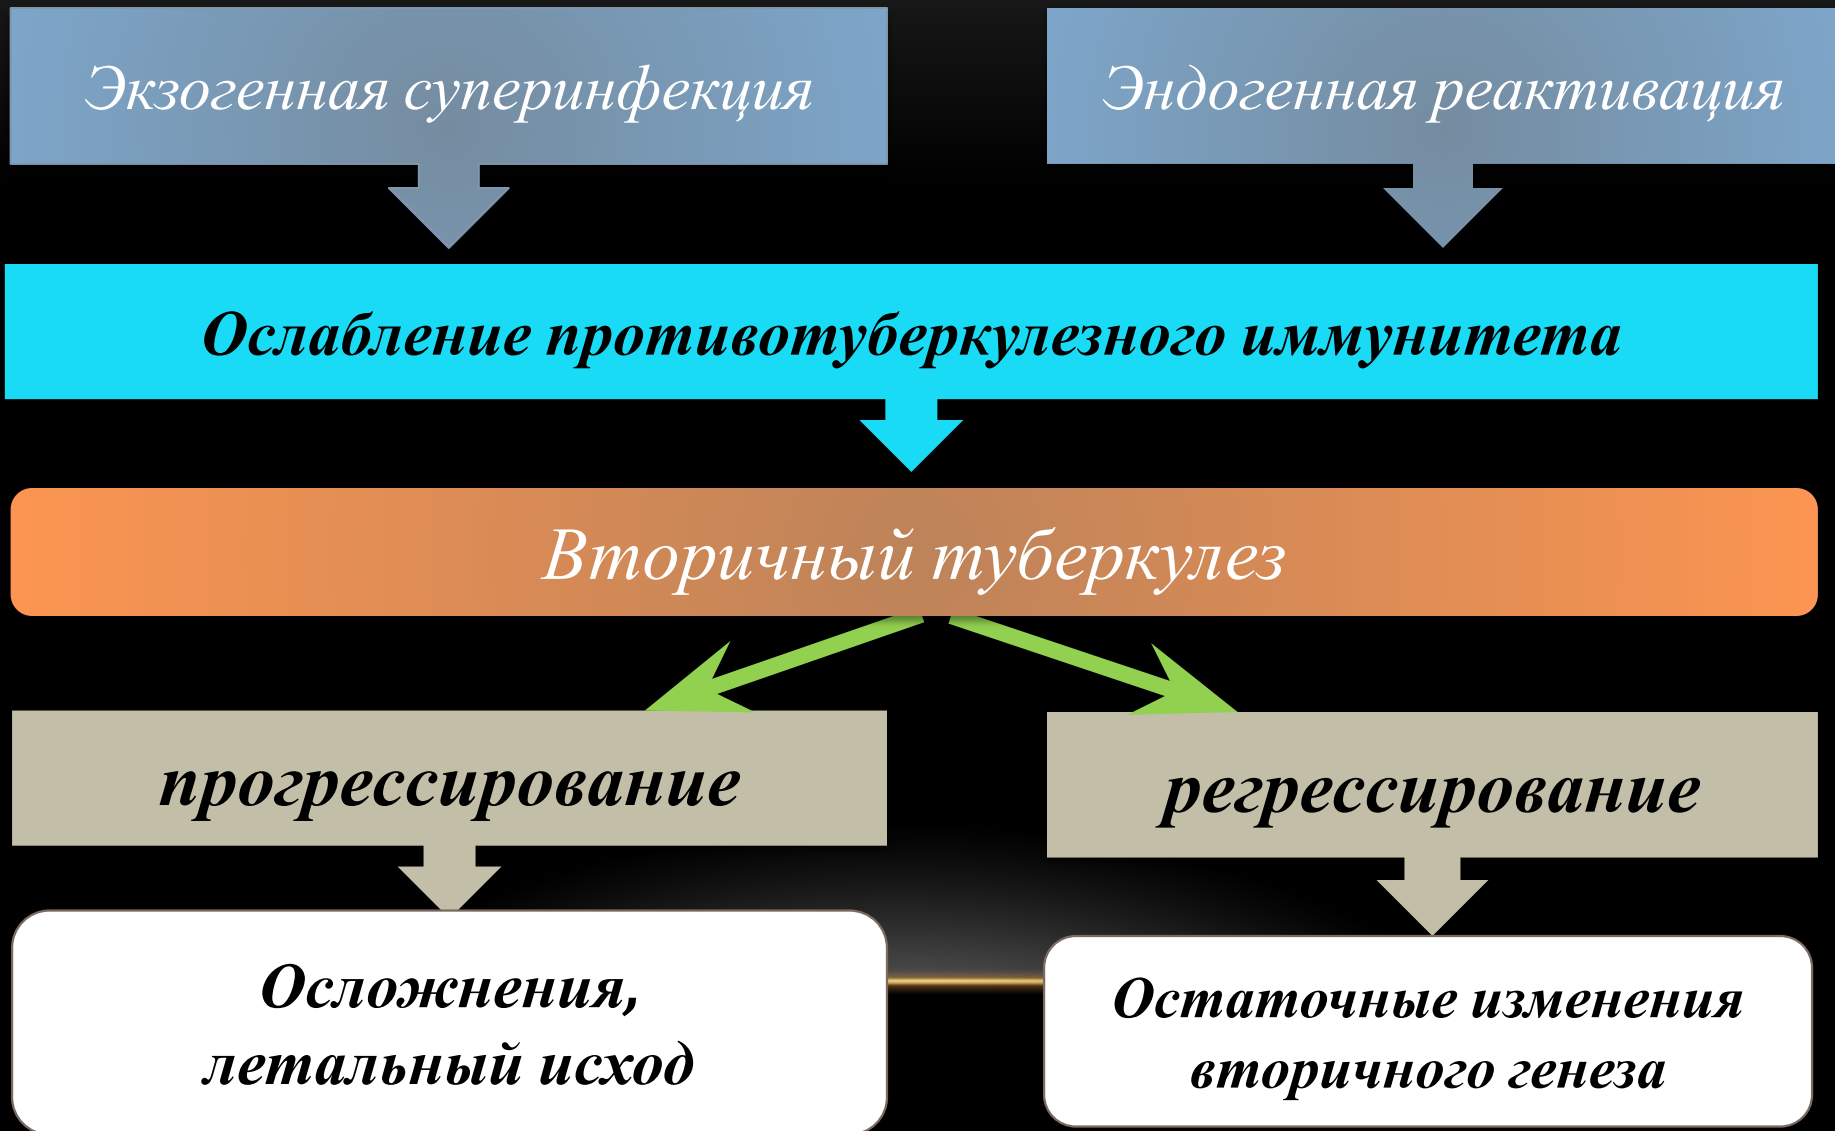 Экзогенная суперинфекция
Эндогенная реактивация
Ослабление противотуберкулезного иммунитета
Вторичный туберкулез
прогрессирование
регрессирование
Осложнения,
летальный исход
Остаточные изменения
вторичного генеза